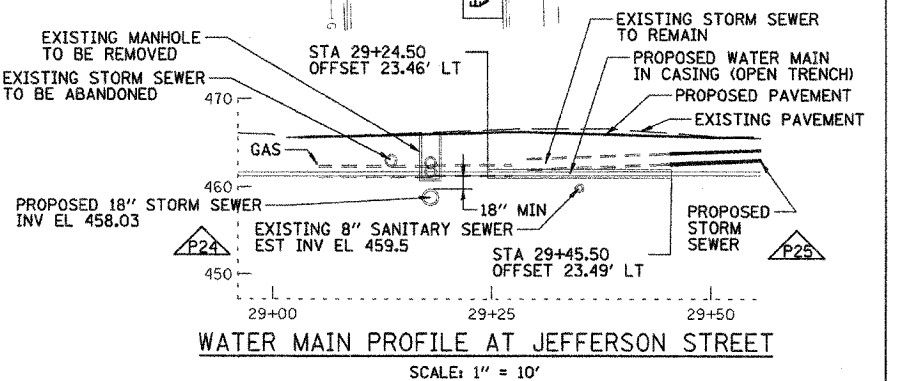 EXISTING MANHOLE
TO BE REMOVED
EXISTING STORM SEWER
TO BE ABANDONED
STA 29+24.50
OFFSET 23.46' LT
EXISTING STORM SEWER
TO REMAIN
PROPOSED WATER MAIN
IN CASING (OPEN TRENCH)
PROPOSED PAVEMENT
EXISTING PAVEMENT
470
GAS
460
PROPOSED 18" STORM SEWER
INV EL 458.03
18" MIN
EXISTING 8" SANITARY SEWER
EST INV EL 459.5
PROPOSED
STORM
SEWER
P24
STA 29+45.50
OFFSET 23.49' LT
P25
450
29+00
29+25
29+50
WATER MAIN PROFILE AT JEFFERSON STREET
SCALE: 1" = 10'